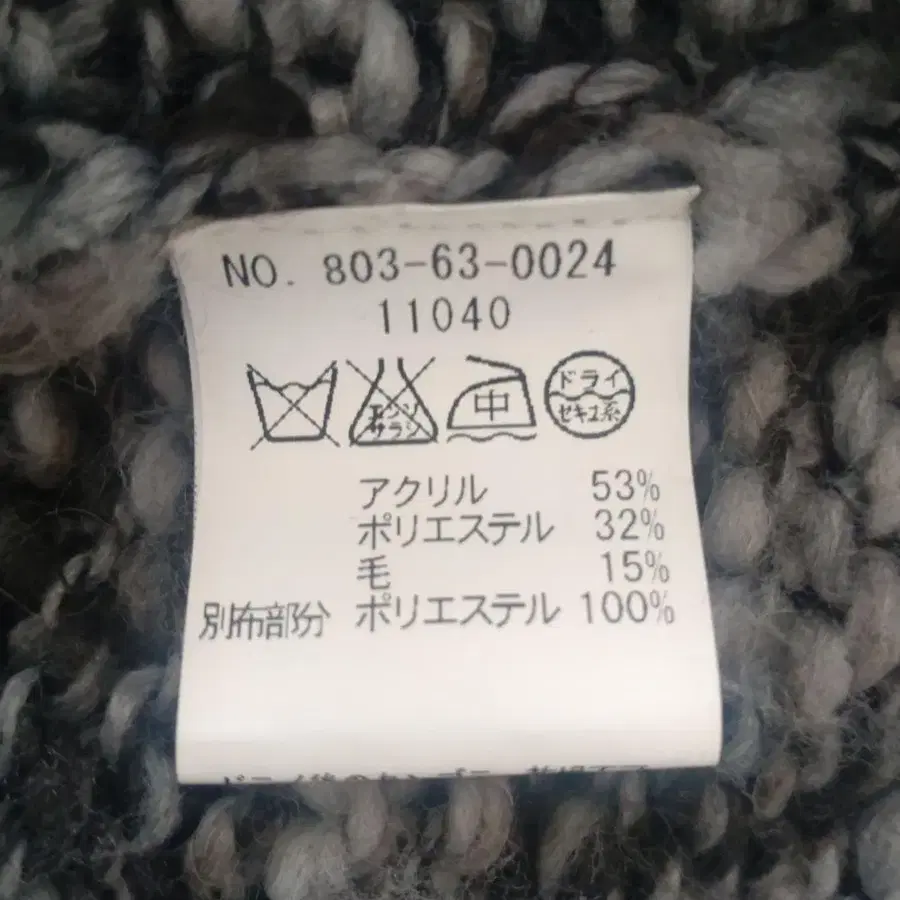 NO. 803-63-0024
11040
エンソ サラシ
中
ドライ
セキユ系
アクリル 53%
ポリエステル 32%
毛 15%
別布部分 ポリエステル 100%